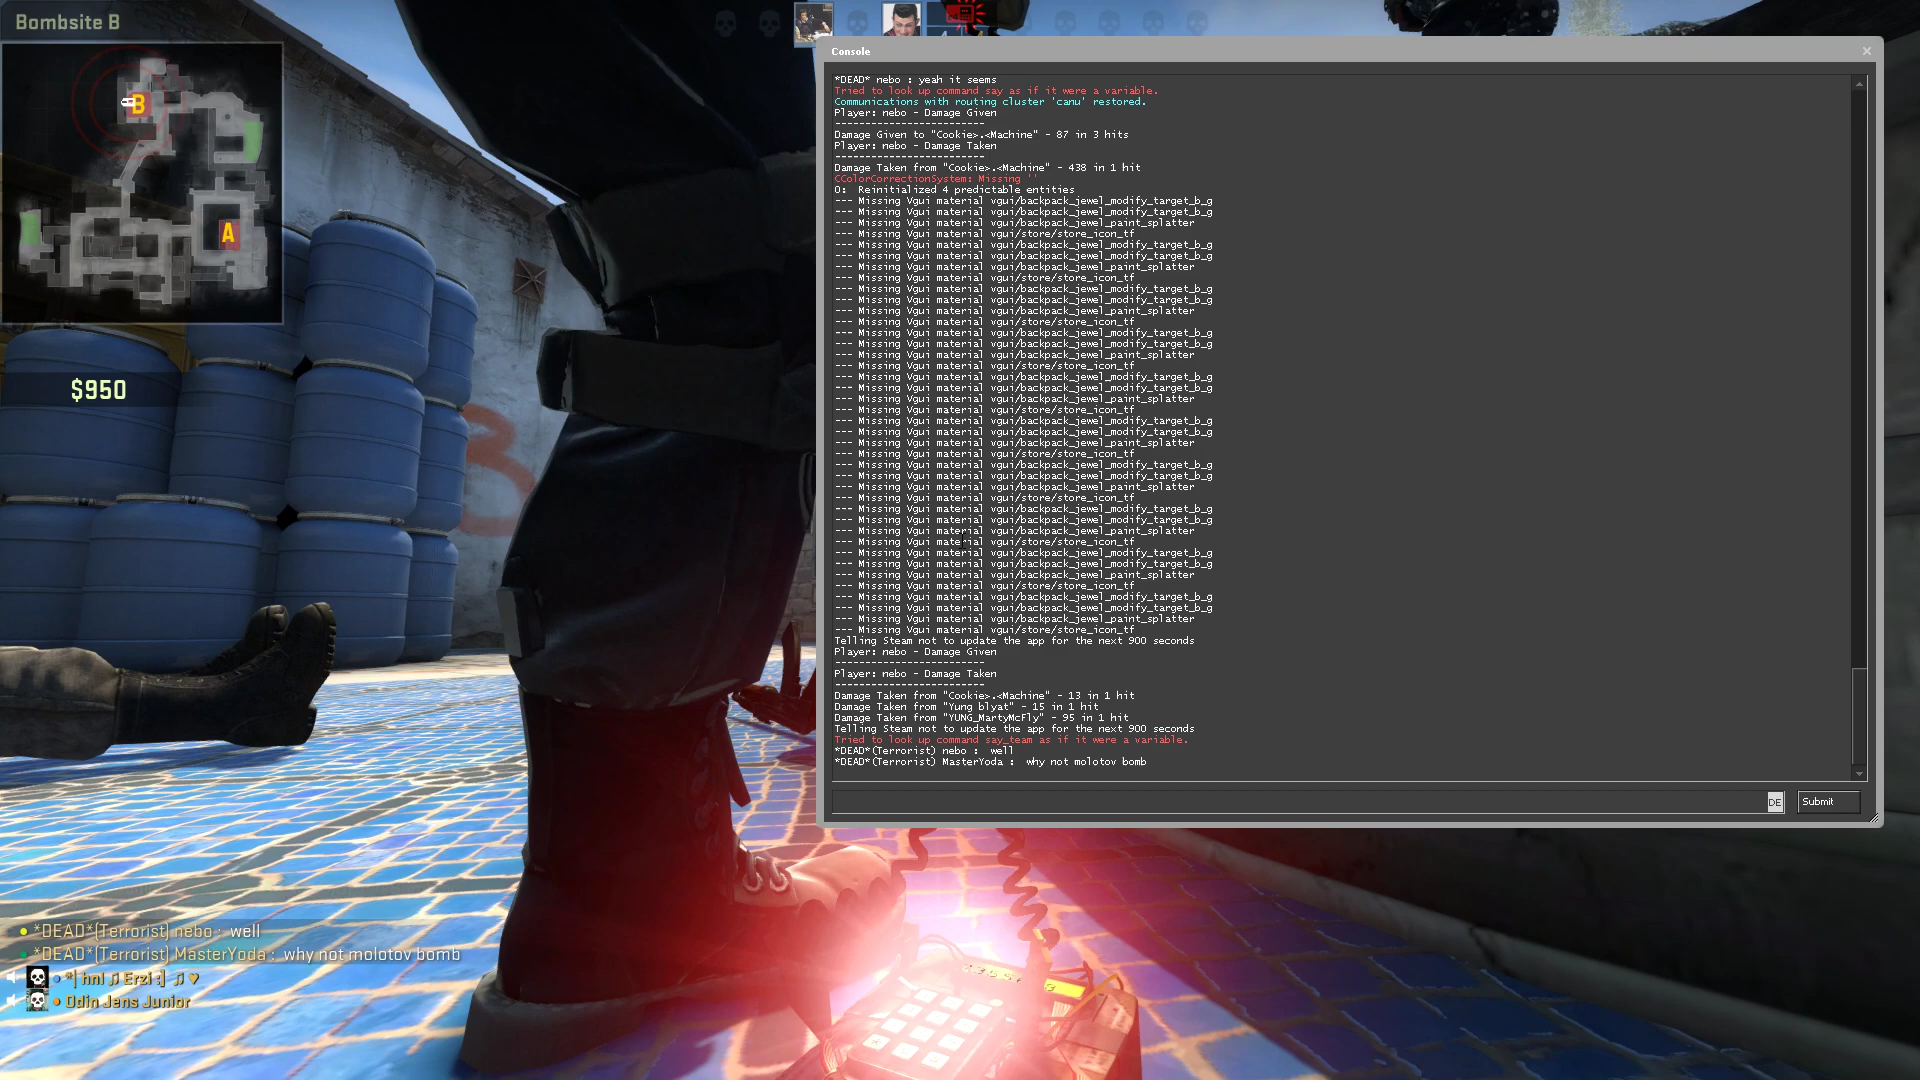 Bombsite B
B
A
$950
Console
*DEAD* nebo : yeah it seems
Tried to look up command say as if it were a variable.
Communications with routing cluster 'canu' restored.
Player: nebo - Damage Given
-------------------------
Damage Given to "Cookie>.<Machine" - 87 in 3 hits
Player: nebo - Damage Taken
-------------------------
Damage Taken from "Cookie>.<Machine" - 438 in 1 hit
CColorCorrectionSystem: Missing ''
0:  Reinitialized 4 predictable entities
--- Missing Vgui material vgui/backpack_jewel_modify_target_b_g
--- Missing Vgui material vgui/backpack_jewel_modify_target_b_g
--- Missing Vgui material vgui/backpack_jewel_paint_splatter
--- Missing Vgui material vgui/store/store_icon_tf
--- Missing Vgui material vgui/backpack_jewel_modify_target_b_g
--- Missing Vgui material vgui/backpack_jewel_modify_target_b_g
--- Missing Vgui material vgui/backpack_jewel_paint_splatter
--- Missing Vgui material vgui/store/store_icon_tf
--- Missing Vgui material vgui/backpack_jewel_modify_target_b_g
--- Missing Vgui material vgui/backpack_jewel_modify_target_b_g
--- Missing Vgui material vgui/backpack_jewel_paint_splatter
--- Missing Vgui material vgui/store/store_icon_tf
--- Missing Vgui material vgui/backpack_jewel_modify_target_b_g
--- Missing Vgui material vgui/backpack_jewel_modify_target_b_g
--- Missing Vgui material vgui/backpack_jewel_paint_splatter
--- Missing Vgui material vgui/store/store_icon_tf
--- Missing Vgui material vgui/backpack_jewel_modify_target_b_g
--- Missing Vgui material vgui/backpack_jewel_modify_target_b_g
--- Missing Vgui material vgui/backpack_jewel_paint_splatter
--- Missing Vgui material vgui/store/store_icon_tf
--- Missing Vgui material vgui/backpack_jewel_modify_target_b_g
--- Missing Vgui material vgui/backpack_jewel_modify_target_b_g
--- Missing Vgui material vgui/backpack_jewel_paint_splatter
--- Missing Vgui material vgui/store/store_icon_tf
--- Missing Vgui material vgui/backpack_jewel_modify_target_b_g
--- Missing Vgui material vgui/backpack_jewel_modify_target_b_g
--- Missing Vgui material vgui/backpack_jewel_paint_splatter
--- Missing Vgui material vgui/store/store_icon_tf
--- Missing Vgui material vgui/backpack_jewel_modify_target_b_g
--- Missing Vgui material vgui/backpack_jewel_modify_target_b_g
--- Missing Vgui material vgui/backpack_jewel_paint_splatter
--- Missing Vgui material vgui/store/store_icon_tf
--- Missing Vgui material vgui/backpack_jewel_modify_target_b_g
--- Missing Vgui material vgui/backpack_jewel_modify_target_b_g
--- Missing Vgui material vgui/backpack_jewel_paint_splatter
--- Missing Vgui material vgui/store/store_icon_tf
--- Missing Vgui material vgui/backpack_jewel_modify_target_b_g
--- Missing Vgui material vgui/backpack_jewel_modify_target_b_g
--- Missing Vgui material vgui/backpack_jewel_paint_splatter
--- Missing Vgui material vgui/store/store_icon_tf
Telling Steam not to update the app for the next 900 seconds
Player: nebo - Damage Given
-------------------------
Player: nebo - Damage Taken
-------------------------
Damage Taken from "Cookie>.<Machine" - 13 in 1 hit
Damage Taken from "Yung blyat" - 15 in 1 hit
Damage Taken from "YUNG_MartyMcFly" - 95 in 1 hit
Telling Steam not to update the app for the next 900 seconds
Tried to look up command say_team as if it were a variable.
*DEAD*(Terrorist) nebo :  well
*DEAD*(Terrorist) MasterYoda :  why not molotov bomb
DE
Submit
*DEAD*(Terrorist) nebo : well
*DEAD*(Terrorist) MasterYoda : why not molotov bomb
*| hnl ♫ Erzi :] ♫ ♥
Odin Jens Junior